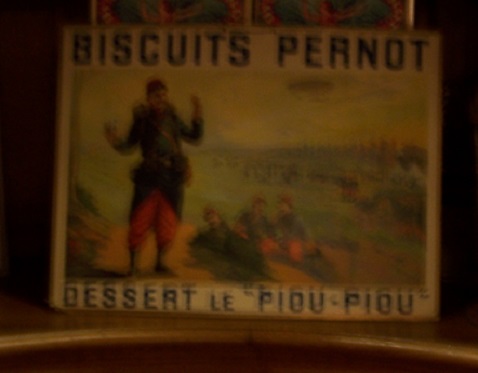 BISCUITS PERNOT
DESSERT LE "PIOU-PIOU"